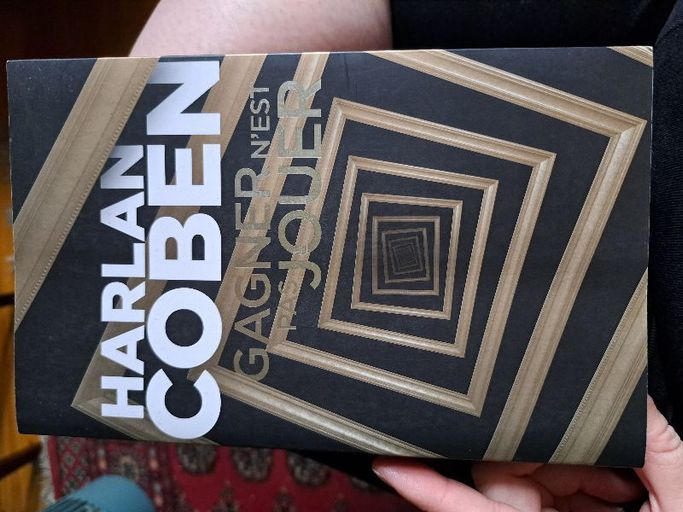 HARLAN
COBEN
GAGNER N'EST
PAS JOUER